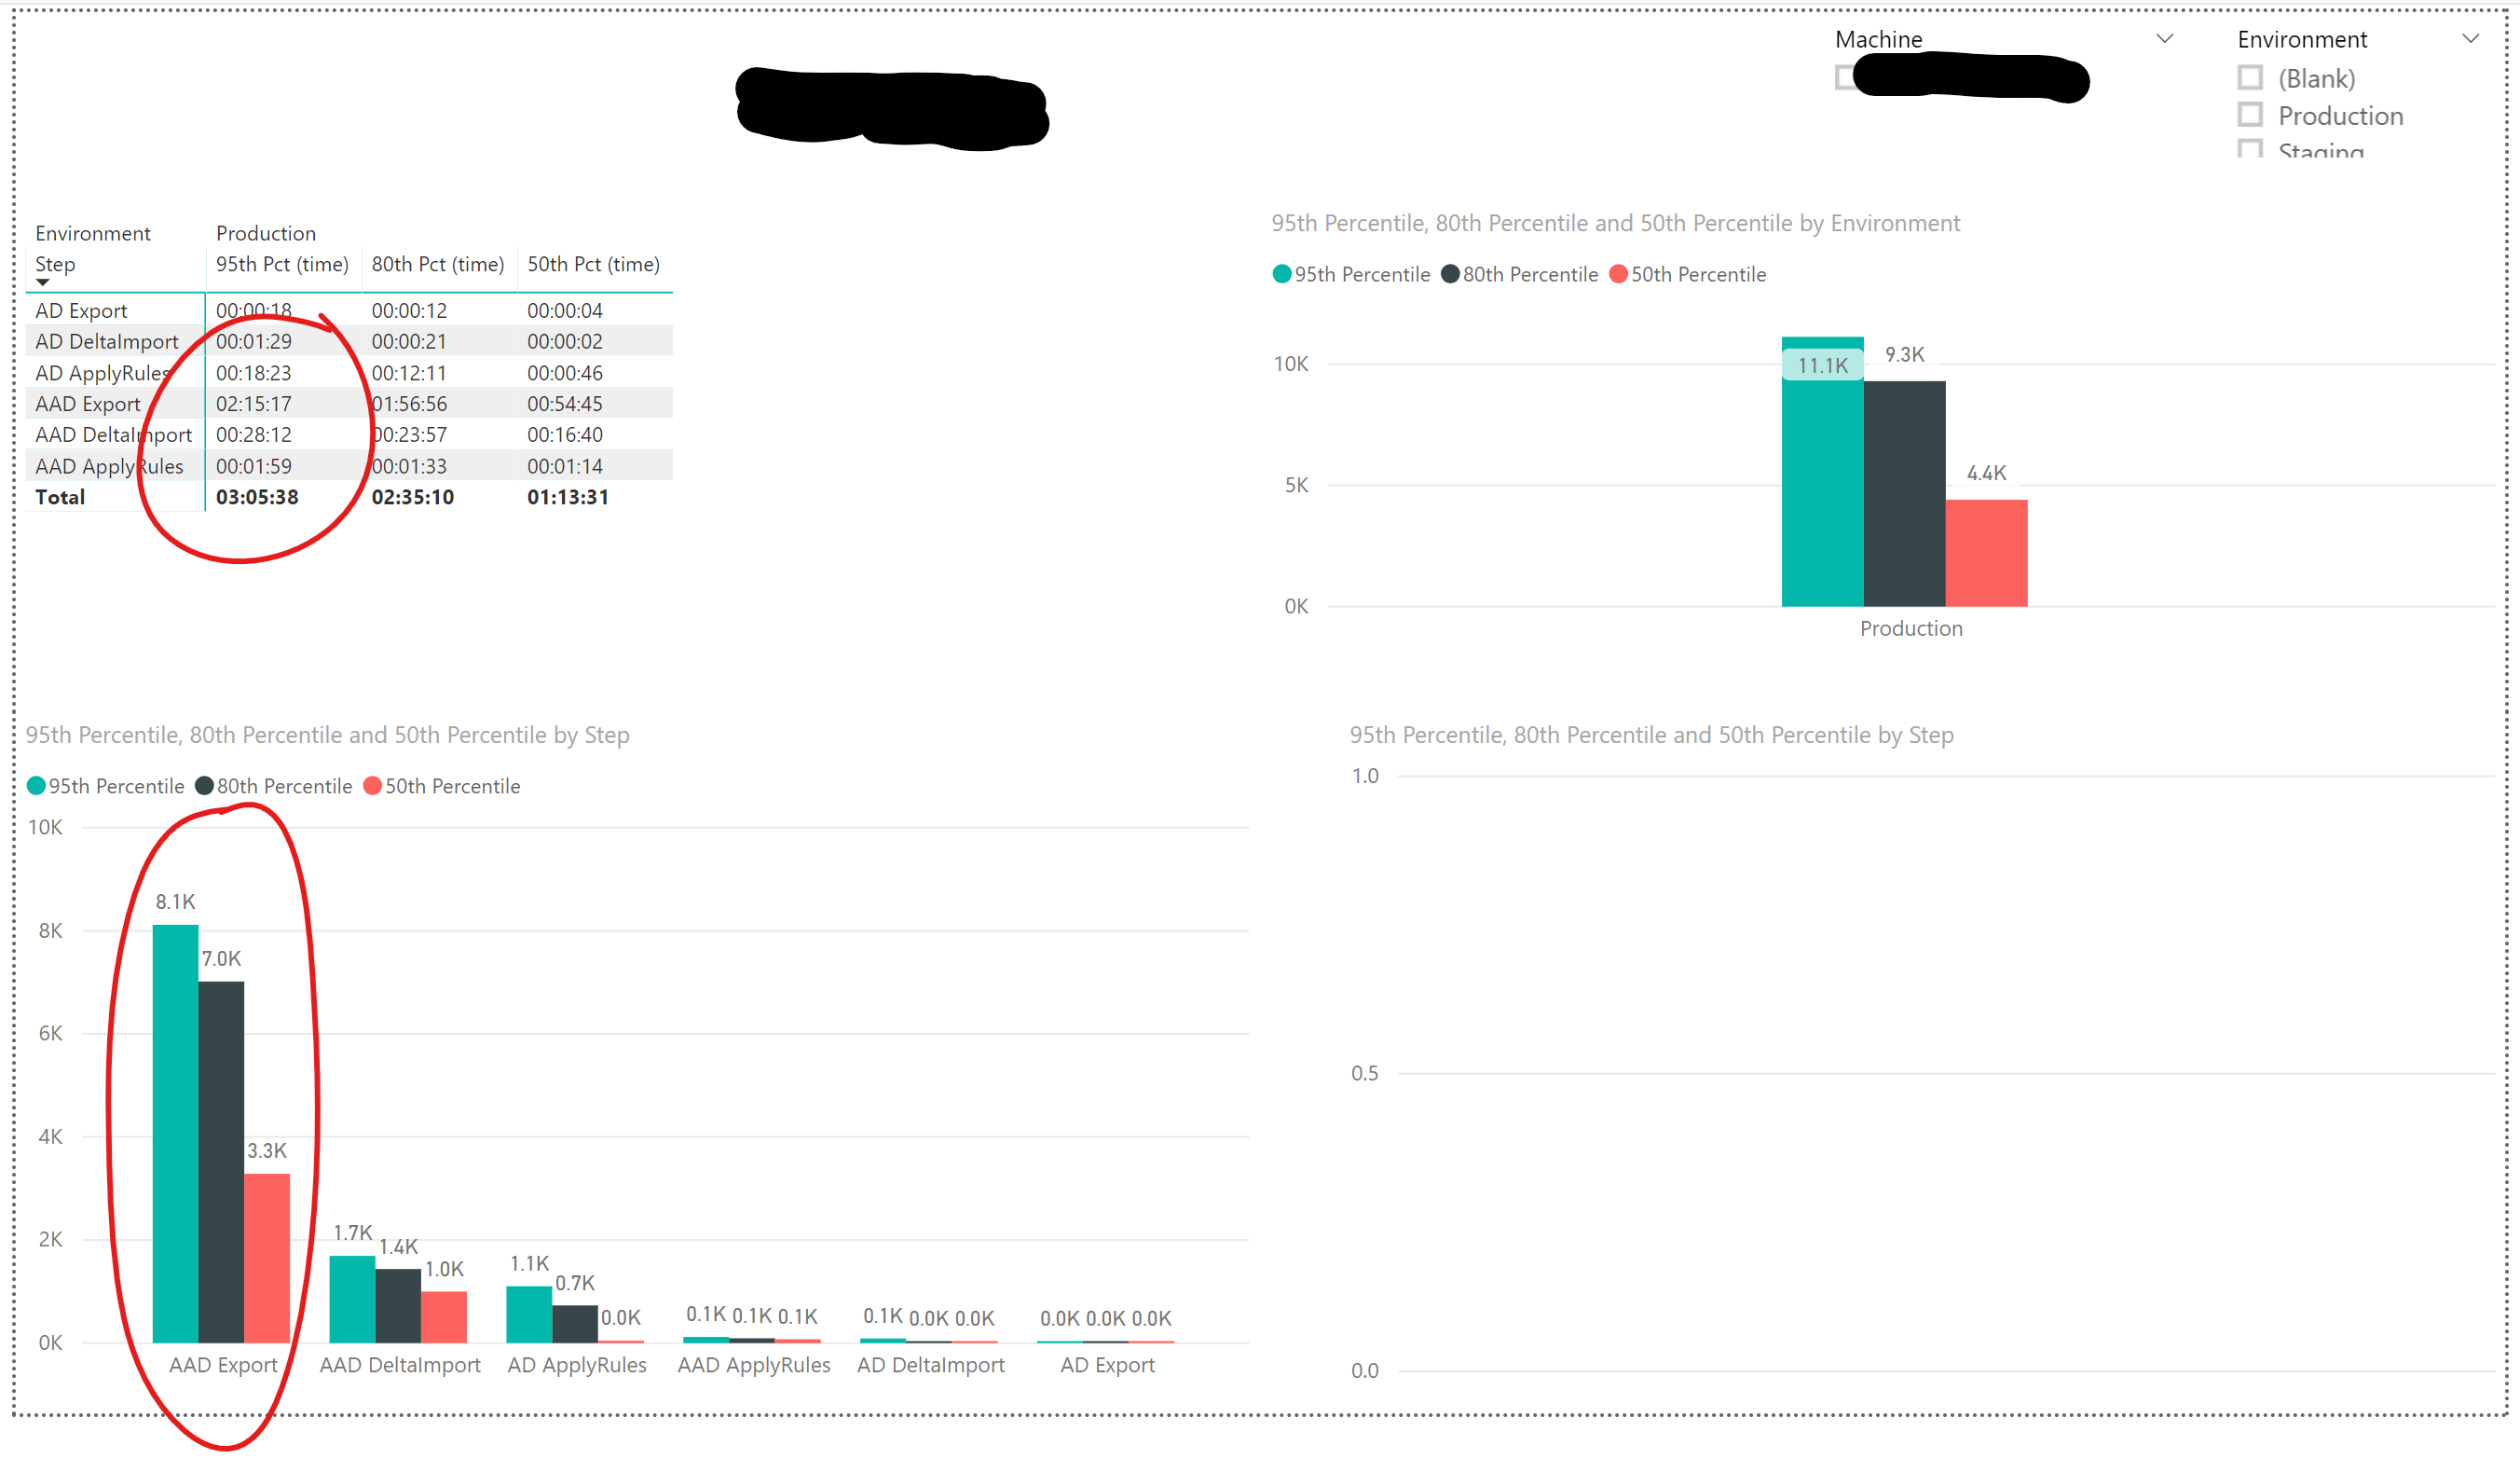 Machine
Environment
(Blank)
Production
Staging
Environment Production
Step 95th Pct (time) 80th Pct (time) 50th Pct (time)
AD Export 00:00:18 00:00:12 00:00:04
AD DeltaImport 00:01:29 00:00:21 00:00:02
AD ApplyRules 00:18:23 00:12:11 00:00:46
AAD Export 02:15:17 01:56:56 00:54:45
AAD DeltaImport 00:28:12 00:23:57 00:16:40
AAD ApplyRules 00:01:59 00:01:33 00:01:14
Total 03:05:38 02:35:10 01:13:31
95th Percentile, 80th Percentile and 50th Percentile by Environment
95th Percentile 80th Percentile 50th Percentile
10K
5K
0K
11.1K
9.3K
4.4K
Production
95th Percentile, 80th Percentile and 50th Percentile by Step
95th Percentile 80th Percentile 50th Percentile
10K
8K
6K
4K
2K
0K
8.1K
7.0K
3.3K
1.7K
1.4K
1.0K
1.1K
0.7K
0.0K
0.1K 0.1K 0.1K
0.1K 0.0K 0.0K
0.0K 0.0K 0.0K
AAD Export AAD DeltaImport AD ApplyRules AAD ApplyRules AD DeltaImport AD Export
95th Percentile, 80th Percentile and 50th Percentile by Step
1.0
0.5
0.0